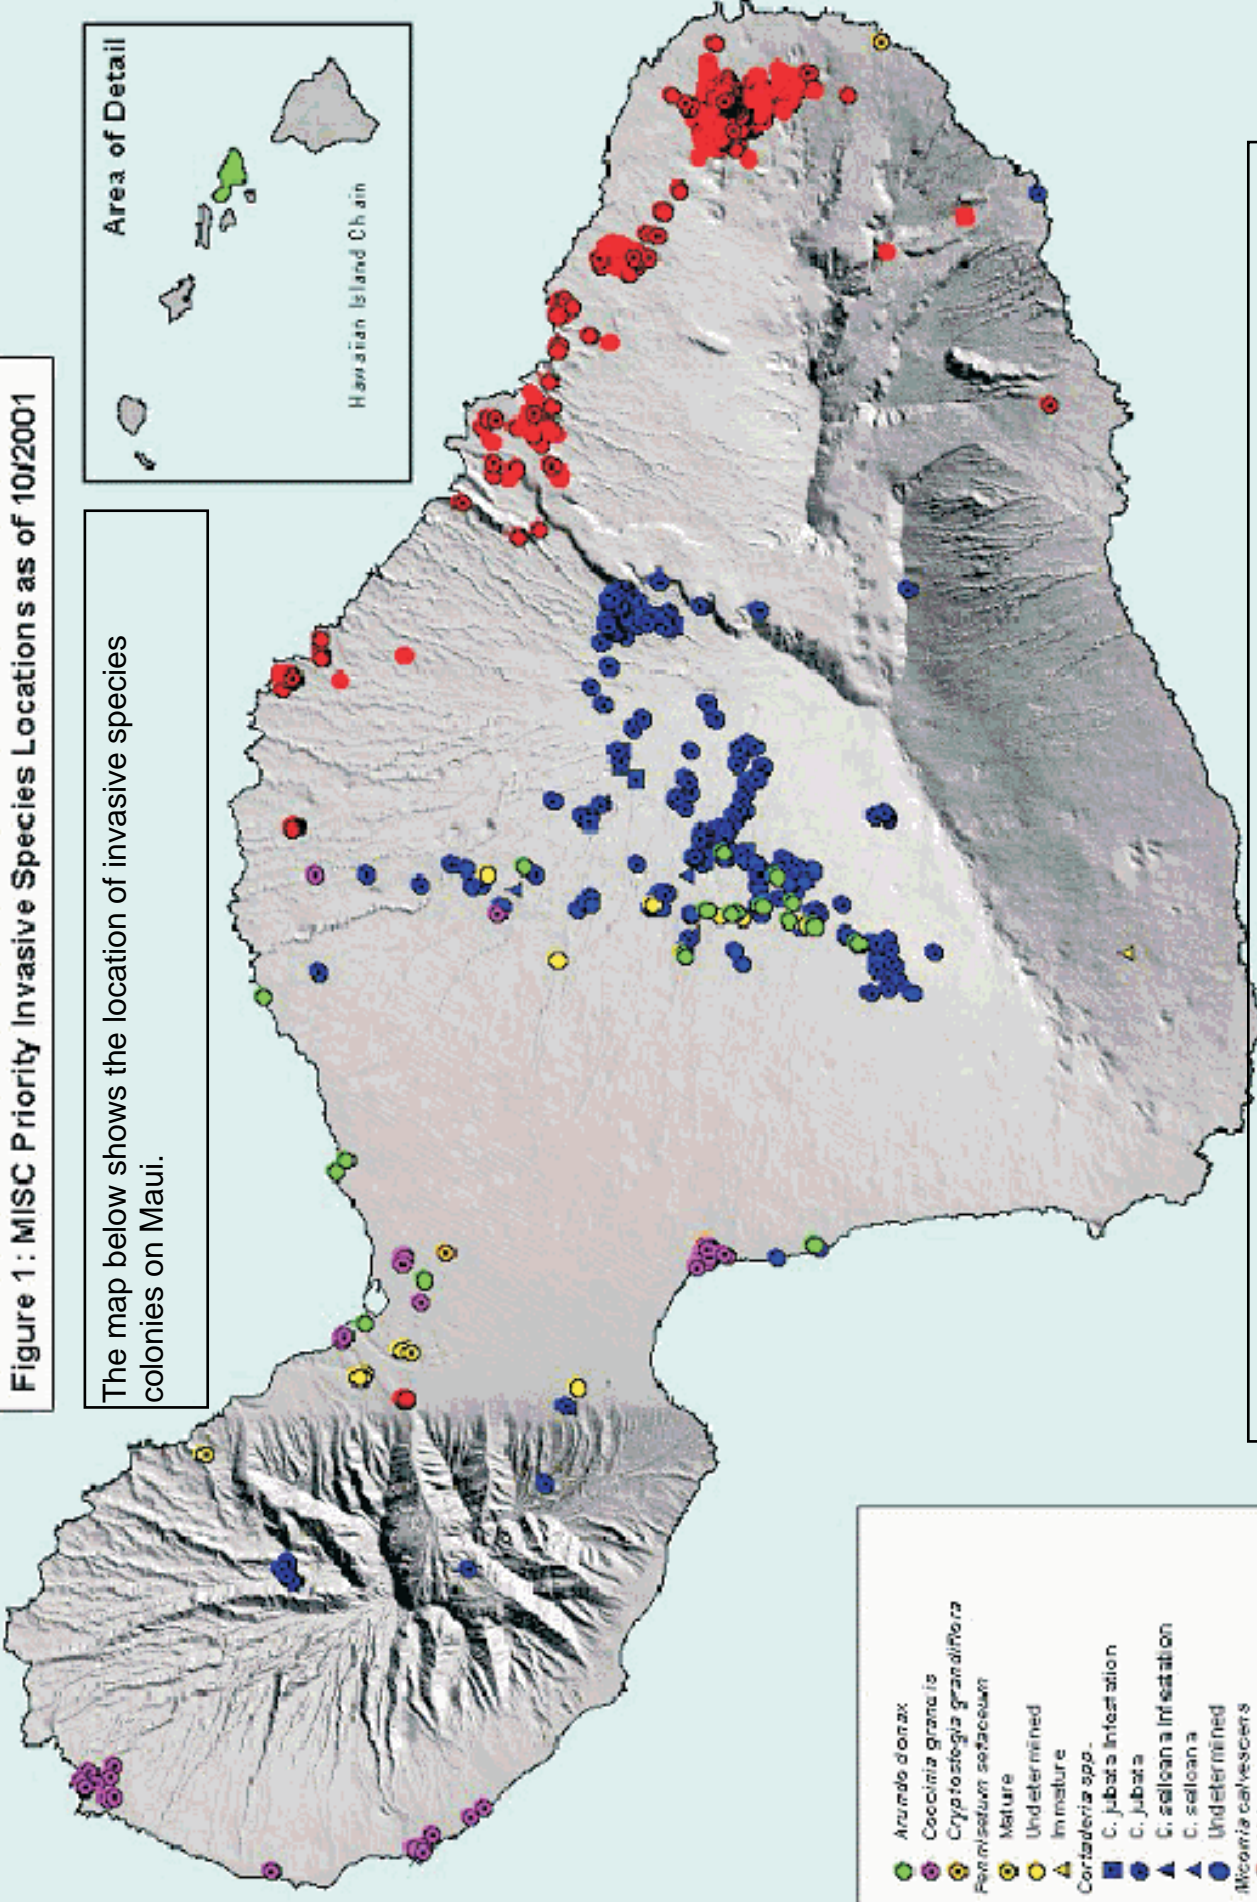 Figure 1: MISC Priority Invasive Species Locations as of 10/2001
The map below shows the location of invasive species
colonies on Maui.
Area of Detail
Hawaiian Island Chain
Arundo donax
Coccinia grandis
Cryptostegia grandiflora
Pennisetum setaceum
Mature
Undetermined
Immature
Cortaderia spp.
C. jubata Infestation
C. jubata
C. selloana Infestation
C. selloana
Undetermined
Miconia calvescens